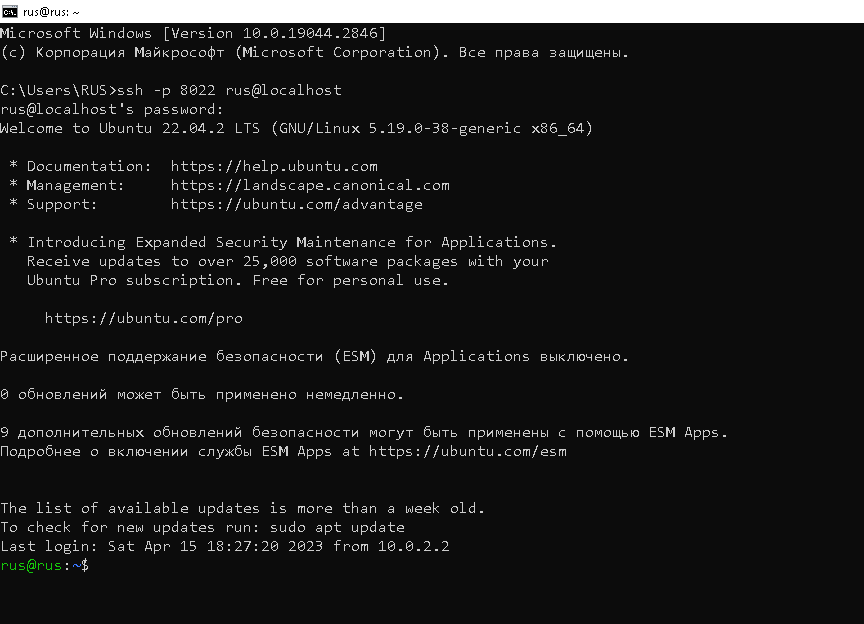 rus@rus: ~
Microsoft Windows [Version 10.0.19044.2846]
(c) Корпорация Майкрософт (Microsoft Corporation). Все права защищены.
C:\Users\RUS>ssh -p 8022 rus@localhost
rus@localhost's password:
Welcome to Ubuntu 22.04.2 LTS (GNU/Linux 5.19.0-38-generic x86_64)
* Documentation:  https://help.ubuntu.com
* Management:     https://landscape.canonical.com
* Support:        https://ubuntu.com/advantage
* Introducing Expanded Security Maintenance for Applications.
Receive updates to over 25,000 software packages with your
Ubuntu Pro subscription. Free for personal use.
https://ubuntu.com/pro
Расширенное поддержание безопасности (ESM) для Applications выключено.
0 обновлений может быть применено немедленно.
9 дополнительных обновлений безопасности могут быть применены с помощью ESM Apps.
Подробнее о включении службы ESM Apps at https://ubuntu.com/esm
The list of available updates is more than a week old.
To check for new updates run: sudo apt update
Last login: Sat Apr 15 18:27:20 2023 from 10.0.2.2
rus@rus:~$